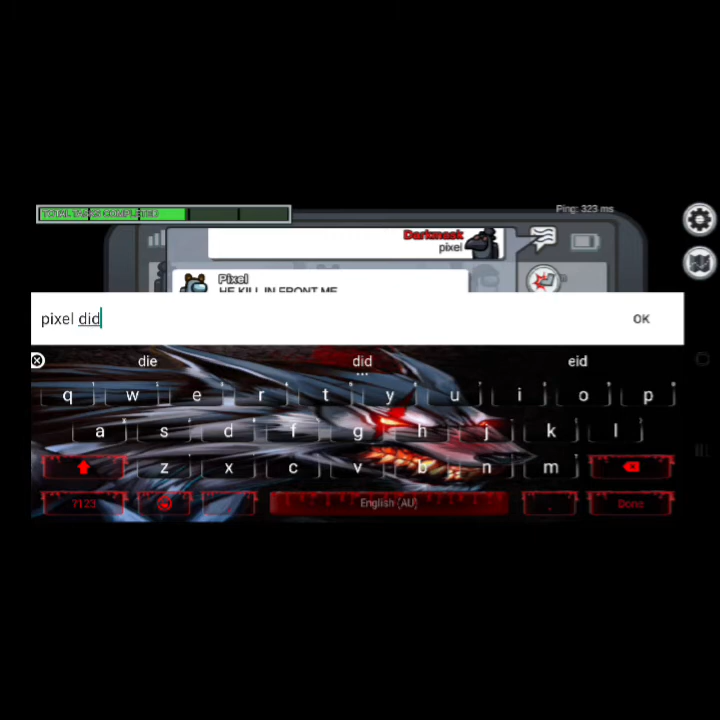 TOTAL TASKS COMPLETED
Ping: 323 ms
Darkmask
pixel
Pixel
HE KILL IN FRONT ME
pixel did
OK
die did eid
q w e r t y u i o p
a s d f g h j k l
z x c v b n m
?123 , English (AU) . Done